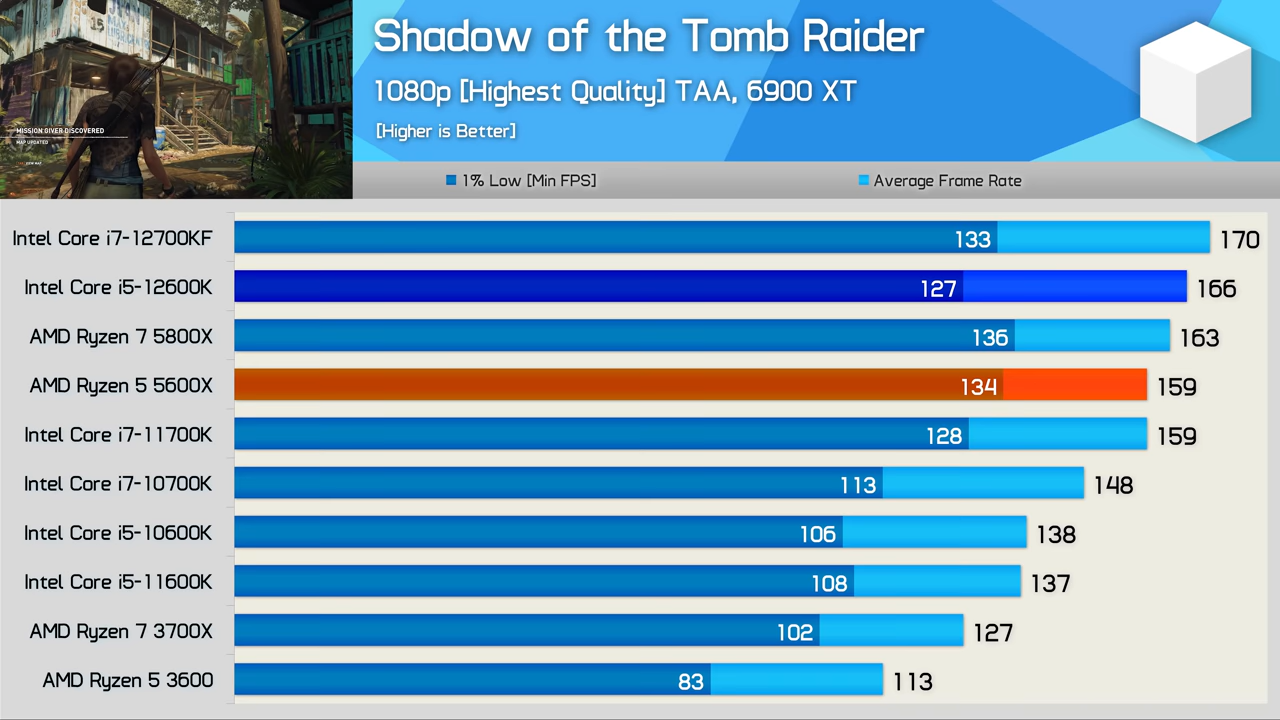 Shadow of the Tomb Raider
1080p [Highest Quality] TAA, 6900 XT
[Higher is Better]
MISSION GIVER DISCOVERED
MAP UPDATED
1% Low [Min FPS]
Average Frame Rate
Intel Core i7-12700KF 133 170
Intel Core i5-12600K 127 166
AMD Ryzen 7 5800X 136 163
AMD Ryzen 5 5600X 134 159
Intel Core i7-11700K 128 159
Intel Core i7-10700K 113 148
Intel Core i5-10600K 106 138
Intel Core i5-11600K 108 137
AMD Ryzen 7 3700X 102 127
AMD Ryzen 5 3600 83 113